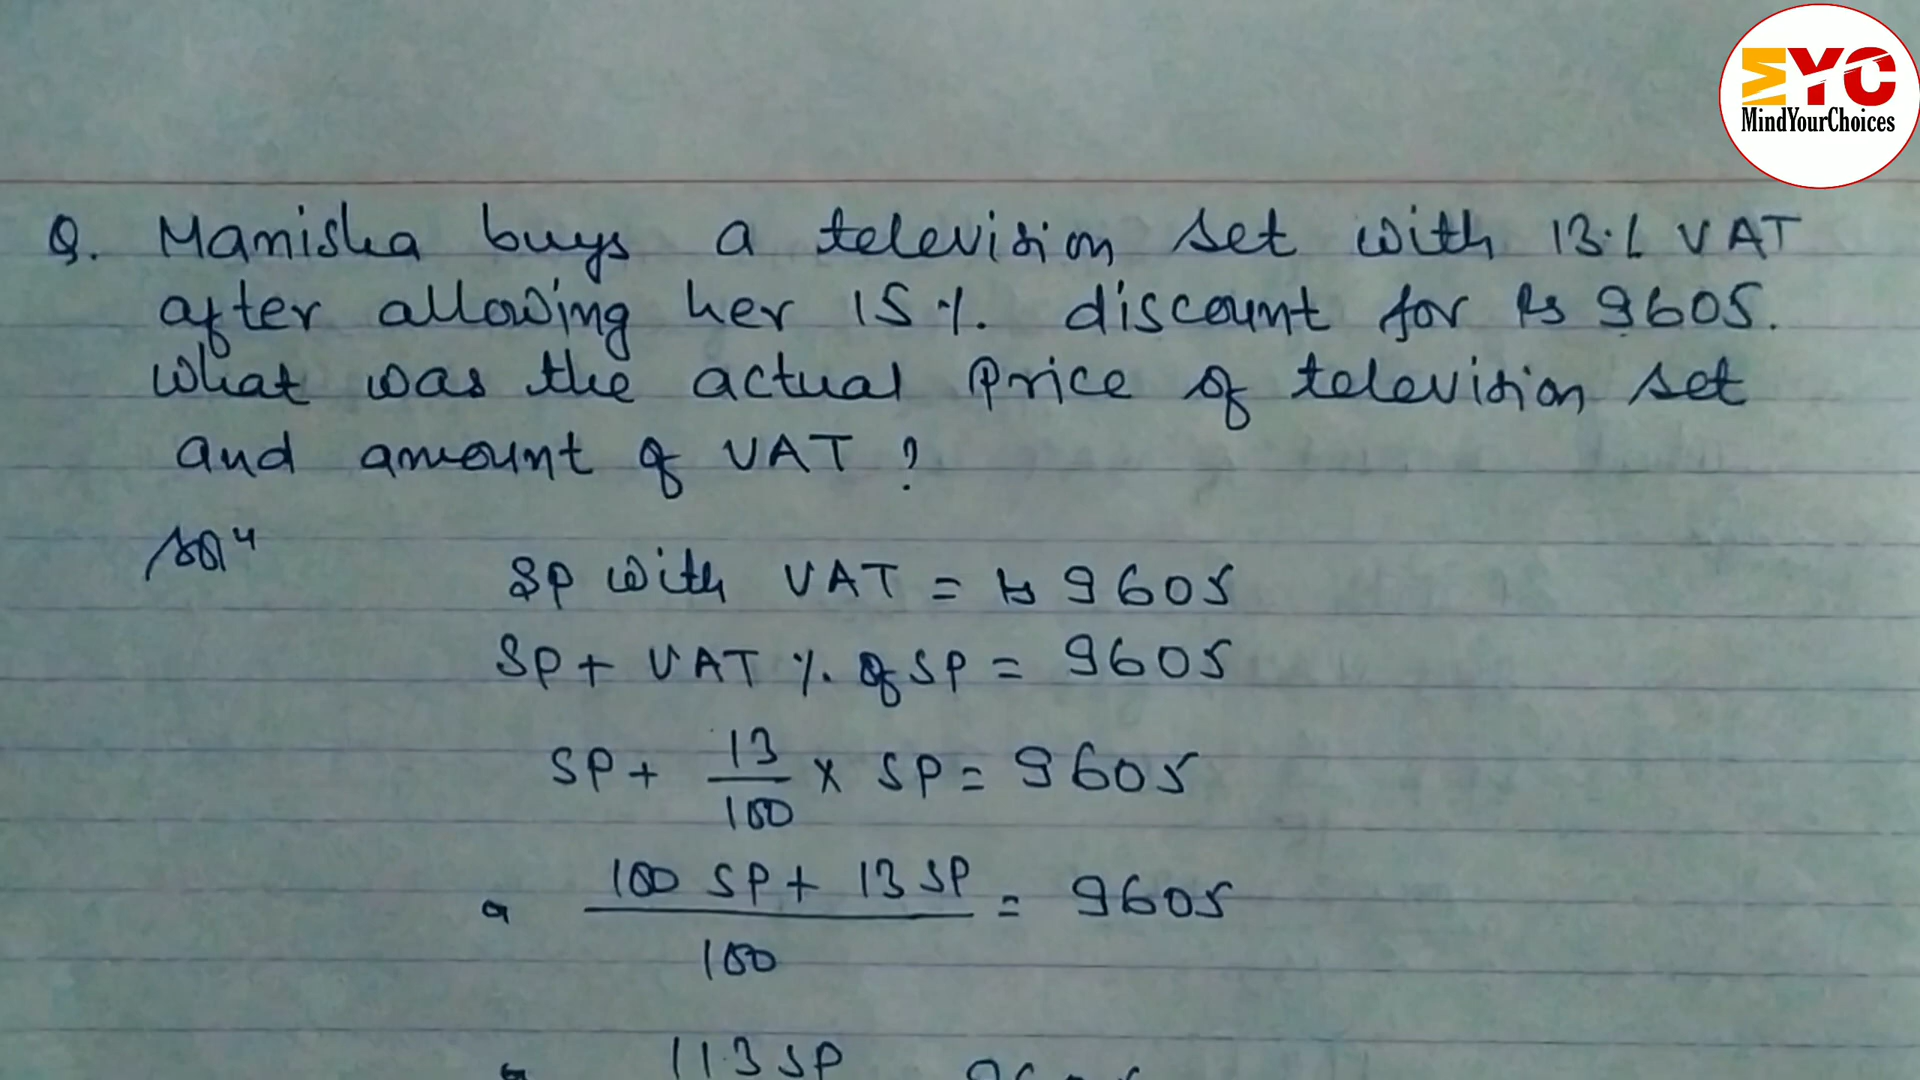 MYC
MindYourChoices
Q. Manisha buys a television set with 13% VAT
after allowing her 15%. discount for Rs 9605.
What was the actual price of television set
and amount of VAT ?
Solⁿ
SP with VAT = Rs 9605
SP + VAT %. of SP = 9605
SP + 13/100 × SP = 9605
100 SP + 13 SP / 100 = 9605
113 SP